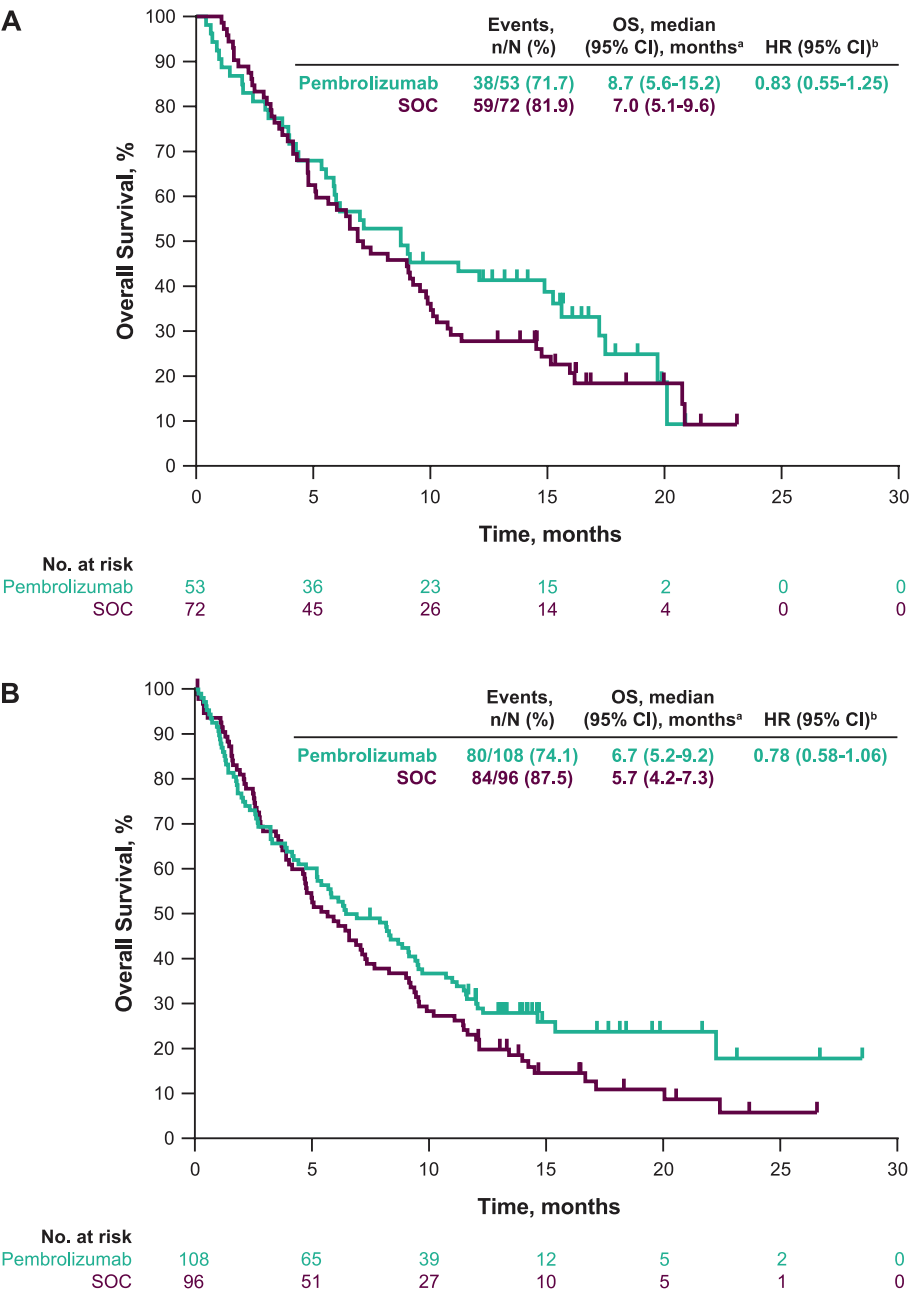 A
Events, OS, median
n/N (%) (95% CI), monthsᵃ HR (95% CI)ᵇ
Pembrolizumab 38/53 (71.7) 8.7 (5.6-15.2) 0.83 (0.55-1.25)
SOC 59/72 (81.9) 7.0 (5.1-9.6)
Overall Survival, %
100
90
80
70
60
50
40
30
20
10
0
0 5 10 15 20 25 30
Time, months
No. at risk
Pembrolizumab 53 36 23 15 2 0 0
SOC 72 45 26 14 4 0 0
B
Events, OS, median
n/N (%) (95% CI), monthsᵃ HR (95% CI)ᵇ
Pembrolizumab 80/108 (74.1) 6.7 (5.2-9.2) 0.78 (0.58-1.06)
SOC 84/96 (87.5) 5.7 (4.2-7.3)
Overall Survival, %
100
90
80
70
60
50
40
30
20
10
0
0 5 10 15 20 25 30
Time, months
No. at risk
Pembrolizumab 108 65 39 12 5 2 0
SOC 96 51 27 10 5 1 0